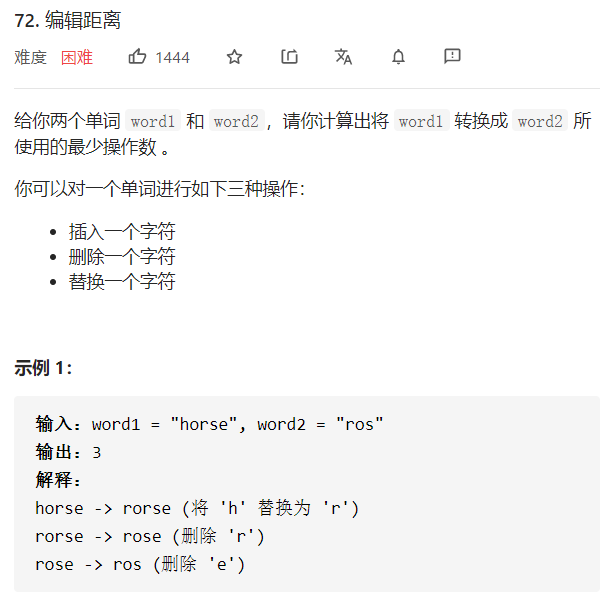 72. 编辑距离
难度 困难 1444
给你两个单词 word1 和 word2，请你计算出将 word1 转换成 word2 所
使用的最少操作数 。
你可以对一个单词进行如下三种操作：
插入一个字符
删除一个字符
替换一个字符
示例 1：
输入：word1 = "horse", word2 = "ros"
输出：3
解释：
horse -> rorse (将 'h' 替换为 'r')
rorse -> rose (删除 'r')
rose -> ros (删除 'e')